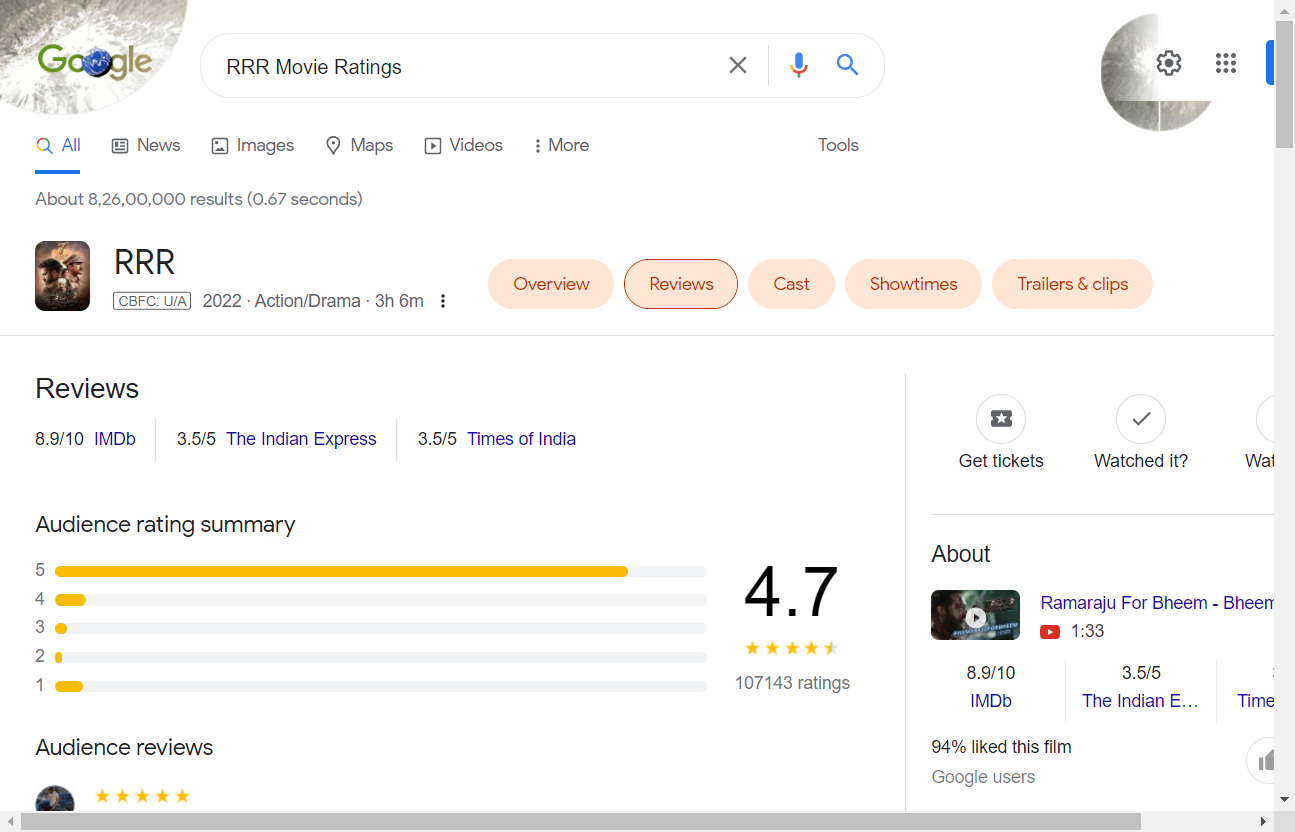 Google
RRR Movie Ratings
All News Images Maps Videos More Tools
About 8,26,00,000 results (0.67 seconds)
RRR
CBFC: U/A 2022 · Action/Drama · 3h 6m
Overview Reviews Cast Showtimes Trailers & clips
Reviews
8.9/10 IMDb 3.5/5 The Indian Express 3.5/5 Times of India
Audience rating summary
5
4
3
2
1
4.7
107143 ratings
Audience reviews
Get tickets Watched it? Wat
About
Ramaraju For Bheem - Bheem
1:33
8.9/10 3.5/5
IMDb The Indian E… Time
94% liked this film
Google users